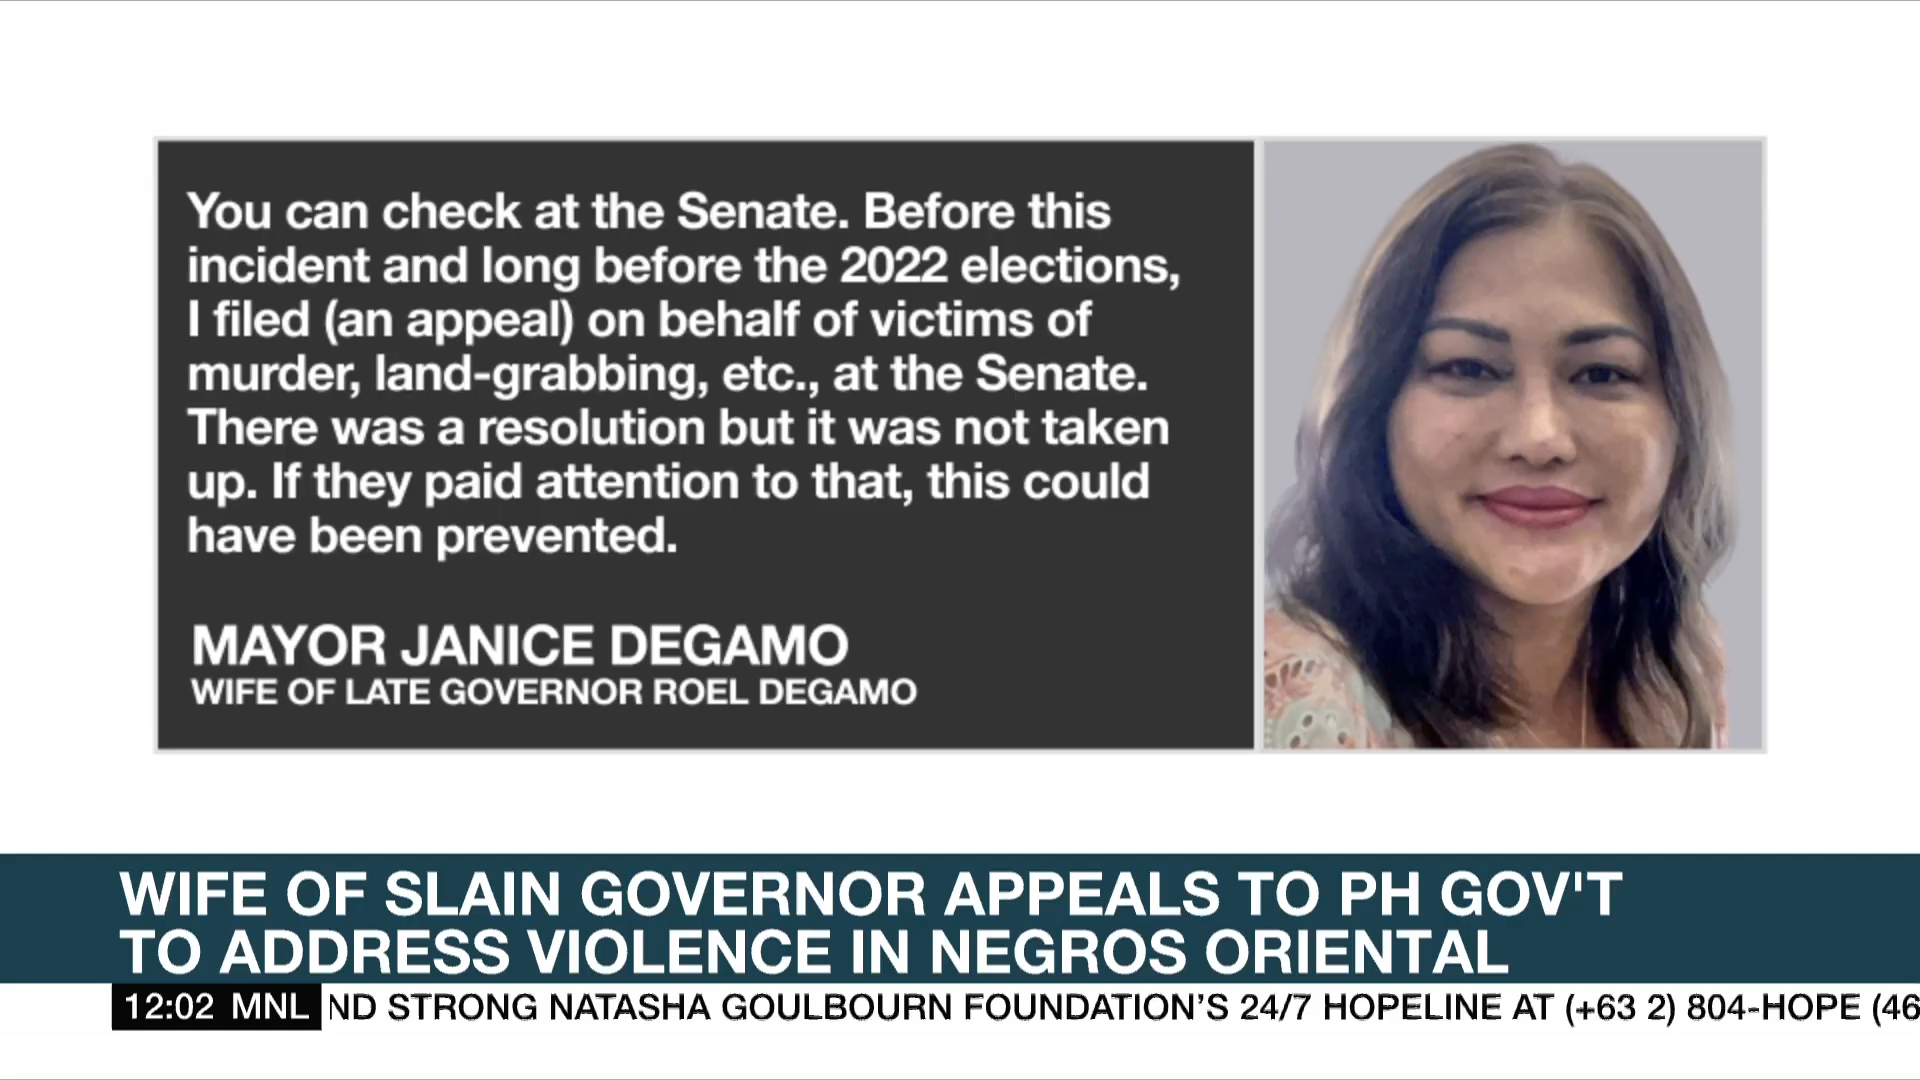 You can check at the Senate. Before this
incident and long before the 2022 elections,
I filed (an appeal) on behalf of victims of
murder, land-grabbing, etc., at the Senate.
There was a resolution but it was not taken
up. If they paid attention to that, this could
have been prevented.
MAYOR JANICE DEGAMO
WIFE OF LATE GOVERNOR ROEL DEGAMO
WIFE OF SLAIN GOVERNOR APPEALS TO PH GOV'T
TO ADDRESS VIOLENCE IN NEGROS ORIENTAL
12:02 MNL ND STRONG NATASHA GOULBOURN FOUNDATION’S 24/7 HOPELINE AT (+63 2) 804-HOPE (46